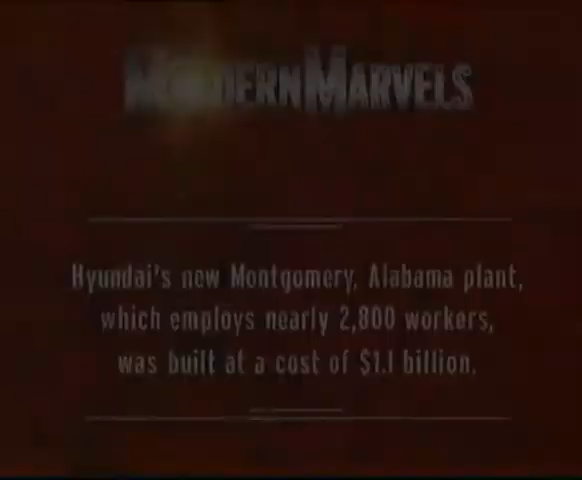 MODERN MARVELS
Hyundai's new Montgomery, Alabama plant,
which employs nearly 2,800 workers,
was built at a cost of $1.1 billion.